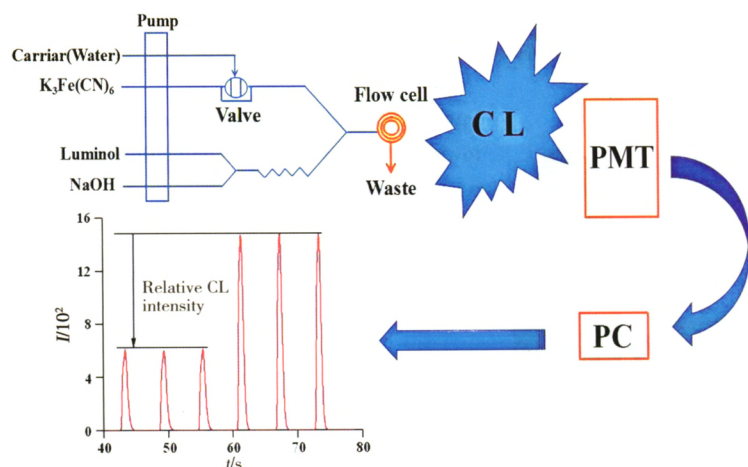 Pump
Carriar(Water)
K₃Fe(CN)₆
Valve
Luminol
NaOH
Flow cell
Waste
CL
PMT
PC
16
12
8
4
0
I/10²
Relative CL
intensity
40
50
60
70
80
t/s